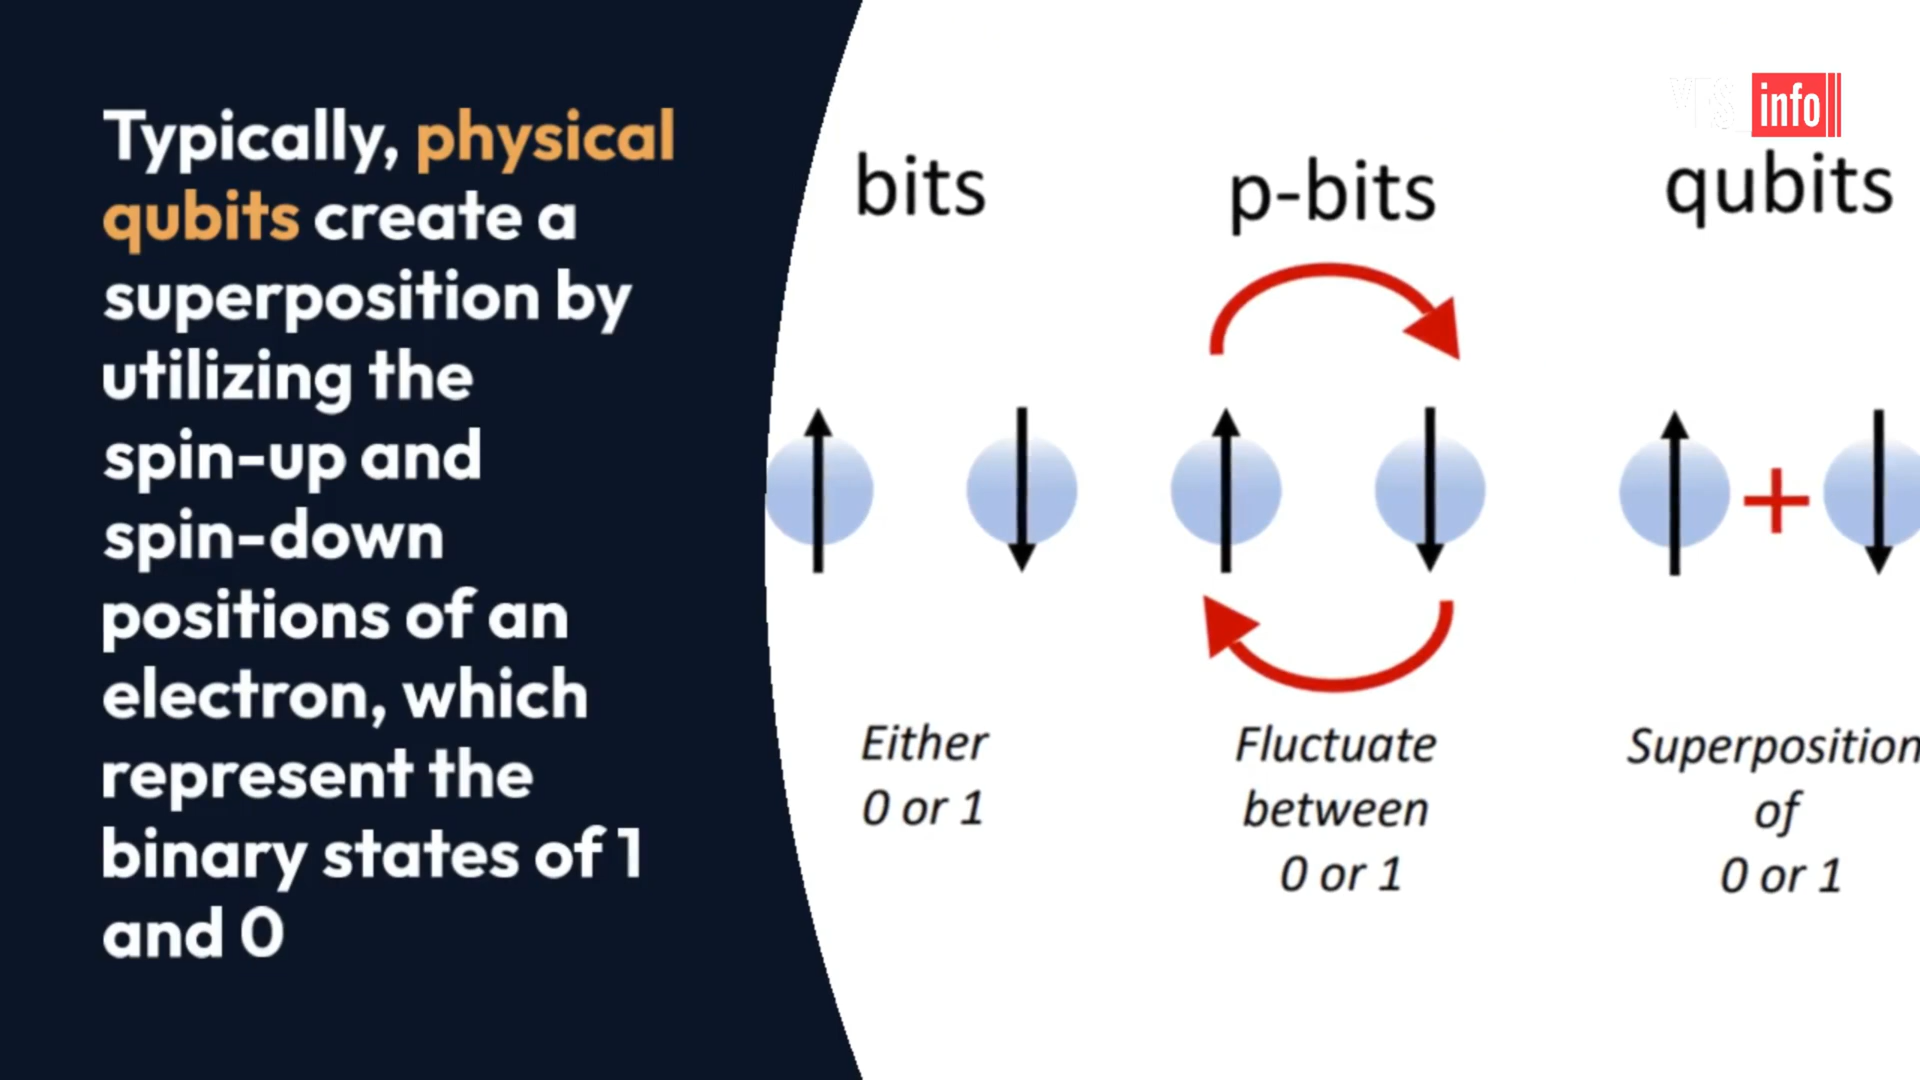 Typically, physical
qubits create a
superposition by
utilizing the
spin-up and
spin-down
positions of an
electron, which
represent the
binary states of 1
and 0
YES info
bits
p-bits
qubits
Either
0 or 1
Fluctuate
between
0 or 1
Superposition
of
0 or 1